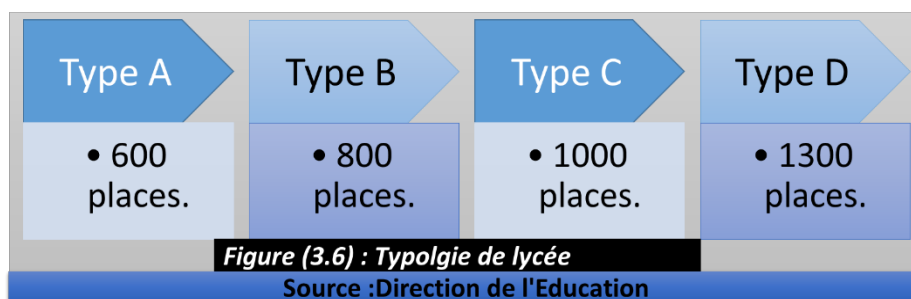 Type A
Type B
Type C
Type D
• 600
places.
• 800
places.
• 1000
places.
• 1300
places.
Figure (3.6) : Typolgie de lycée
Source :Direction de l'Education